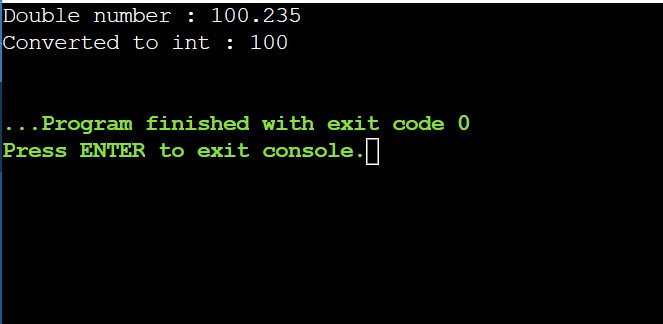 Double number : 100.235
Converted to int : 100
...Program finished with exit code 0
Press ENTER to exit console.